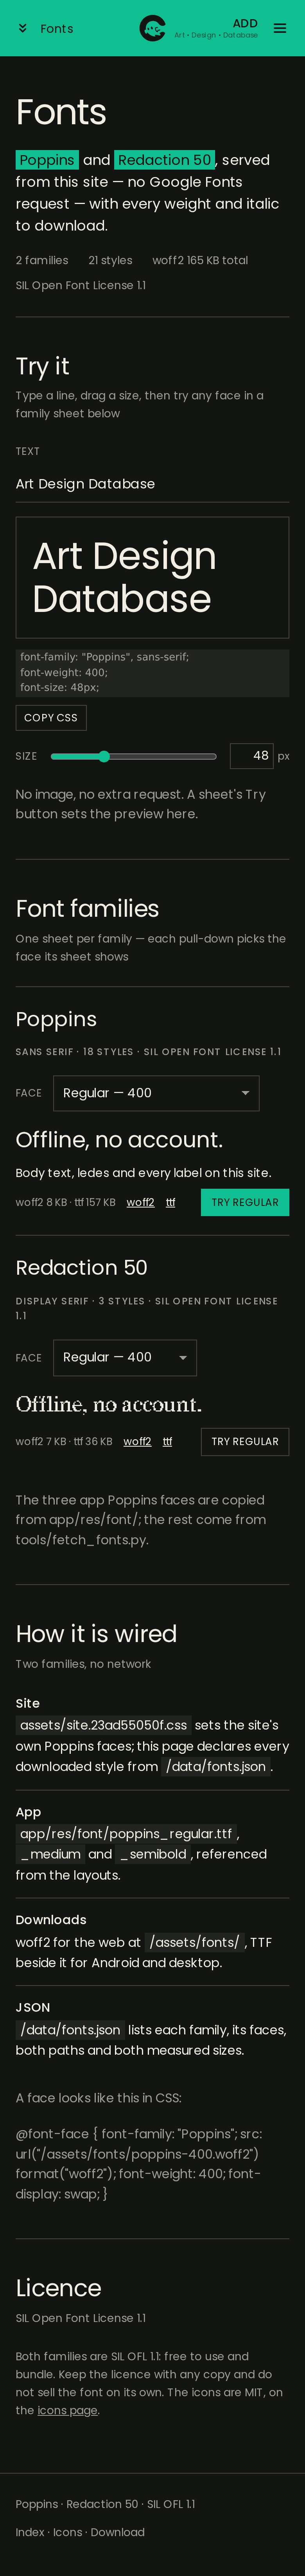 Fonts
ADD
Art • Design • Database
Fonts
Poppins and Redaction 50, served
from this site — no Google Fonts
request — with every weight and italic
to download.
2 families 21 styles woff2 165 KB total
SIL Open Font License 1.1
Try it
Type a line, drag a size, then try any face in a
family sheet below
TEXT
Art Design Database
Art Design
Database
font-family: "Poppins", sans-serif;
font-weight: 400;
font-size: 48px;
COPY CSS
SIZE 48 px
No image, no extra request. A sheet's Try
button sets the preview here.
Font families
One sheet per family — each pull-down picks the
face its sheet shows
Poppins
SANS SERIF · 18 STYLES · SIL OPEN FONT LICENSE 1.1
FACE Regular — 400
Offline, no account.
Body text, ledes and every label on this site.
woff2 8 KB · ttf 157 KB woff2 ttf TRY REGULAR
Redaction 50
DISPLAY SERIF · 3 STYLES · SIL OPEN FONT LICENSE
1.1
FACE Regular — 400
Offline, no account.
woff2 7 KB · ttf 36 KB woff2 ttf TRY REGULAR
The three app Poppins faces are copied
from app/res/font/; the rest come from
tools/fetch_fonts.py.
How it is wired
Two families, no network
Site
assets/site.23ad55050f.css sets the site's
own Poppins faces; this page declares every
downloaded style from /data/fonts.json.
App
app/res/font/poppins_regular.ttf,
_medium and _semibold, referenced
from the layouts.
Downloads
woff2 for the web at /assets/fonts/, TTF
beside it for Android and desktop.
JSON
/data/fonts.json lists each family, its faces,
both paths and both measured sizes.
A face looks like this in CSS:
@font-face { font-family: "Poppins"; src:
url("/assets/fonts/poppins-400.woff2")
format("woff2"); font-weight: 400; font-
display: swap; }
Licence
SIL Open Font License 1.1
Both families are SIL OFL 1.1: free to use and
bundle. Keep the licence with any copy and do
not sell the font on its own. The icons are MIT, on
the icons page.
Poppins · Redaction 50 · SIL OFL 1.1
Index · Icons · Download